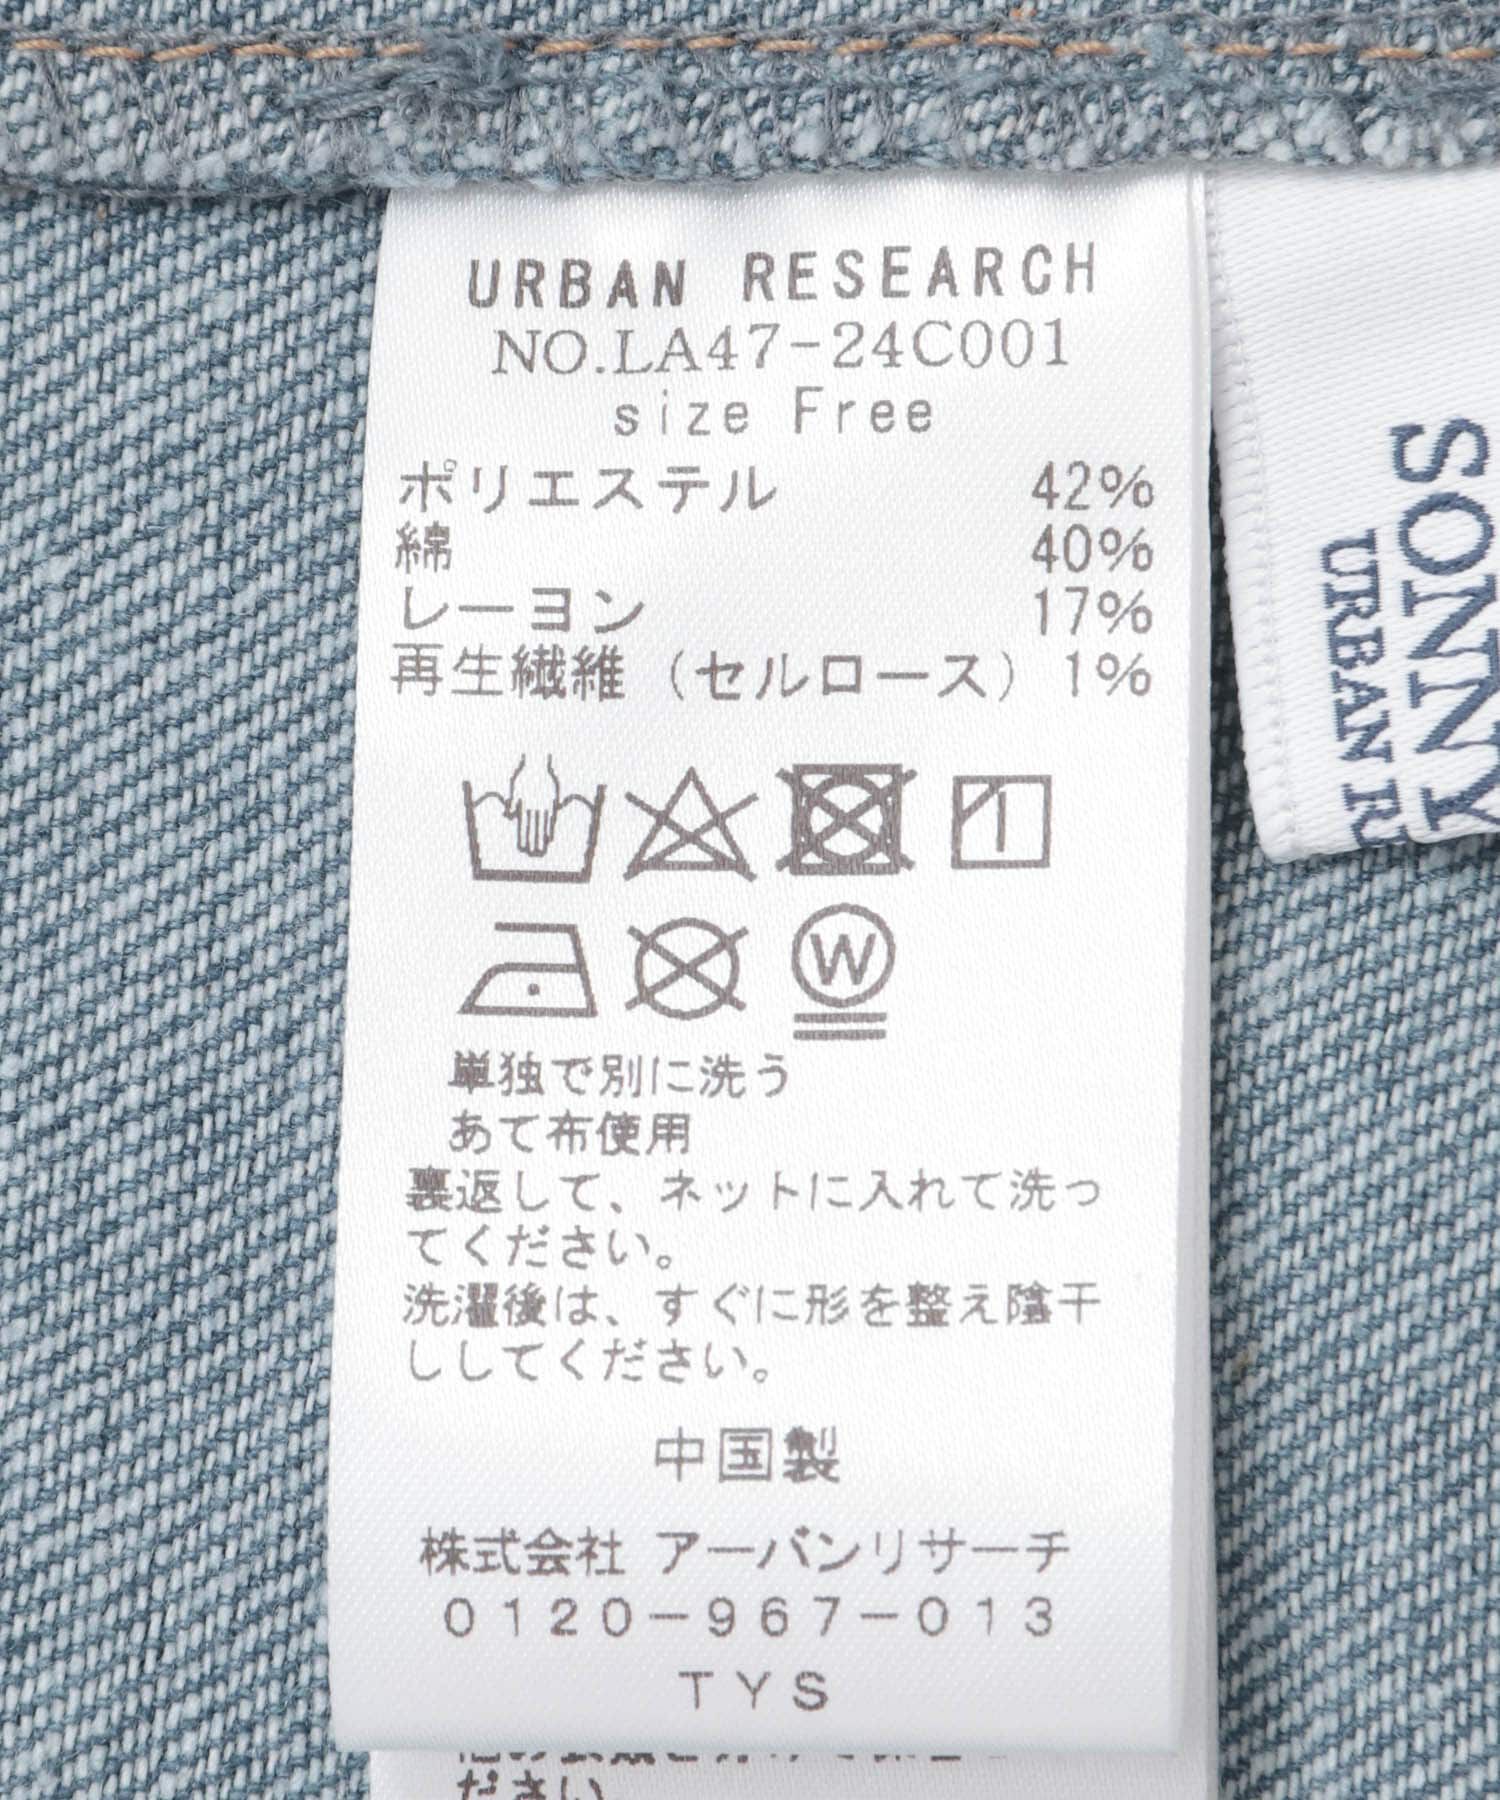 URBAN RESEARCH
NO.LA47-24C001
size Free
ポリエステル 42%
綿 40%
レーヨン 17%
再生繊維（セルロース）1%
W
単独で別に洗う
あて布使用
裏返して、ネットに入れて洗っ
てください。
洗濯後は、すぐに形を整え陰干
ししてください。
中国製
株式会社 アーバンリサーチ
0120-967-013
TYS
ださい。
SONNY
URBAN R